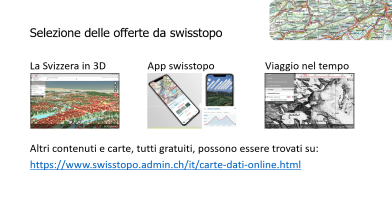 Selezione delle offerte da swisstopo
La Svizzera in 3D
App swisstopo
Viaggio nel tempo
Altri contenuti e carte, tutti gratuiti, possono essere trovati su:
https://www.swisstopo.admin.ch/it/carte-dati-online.html